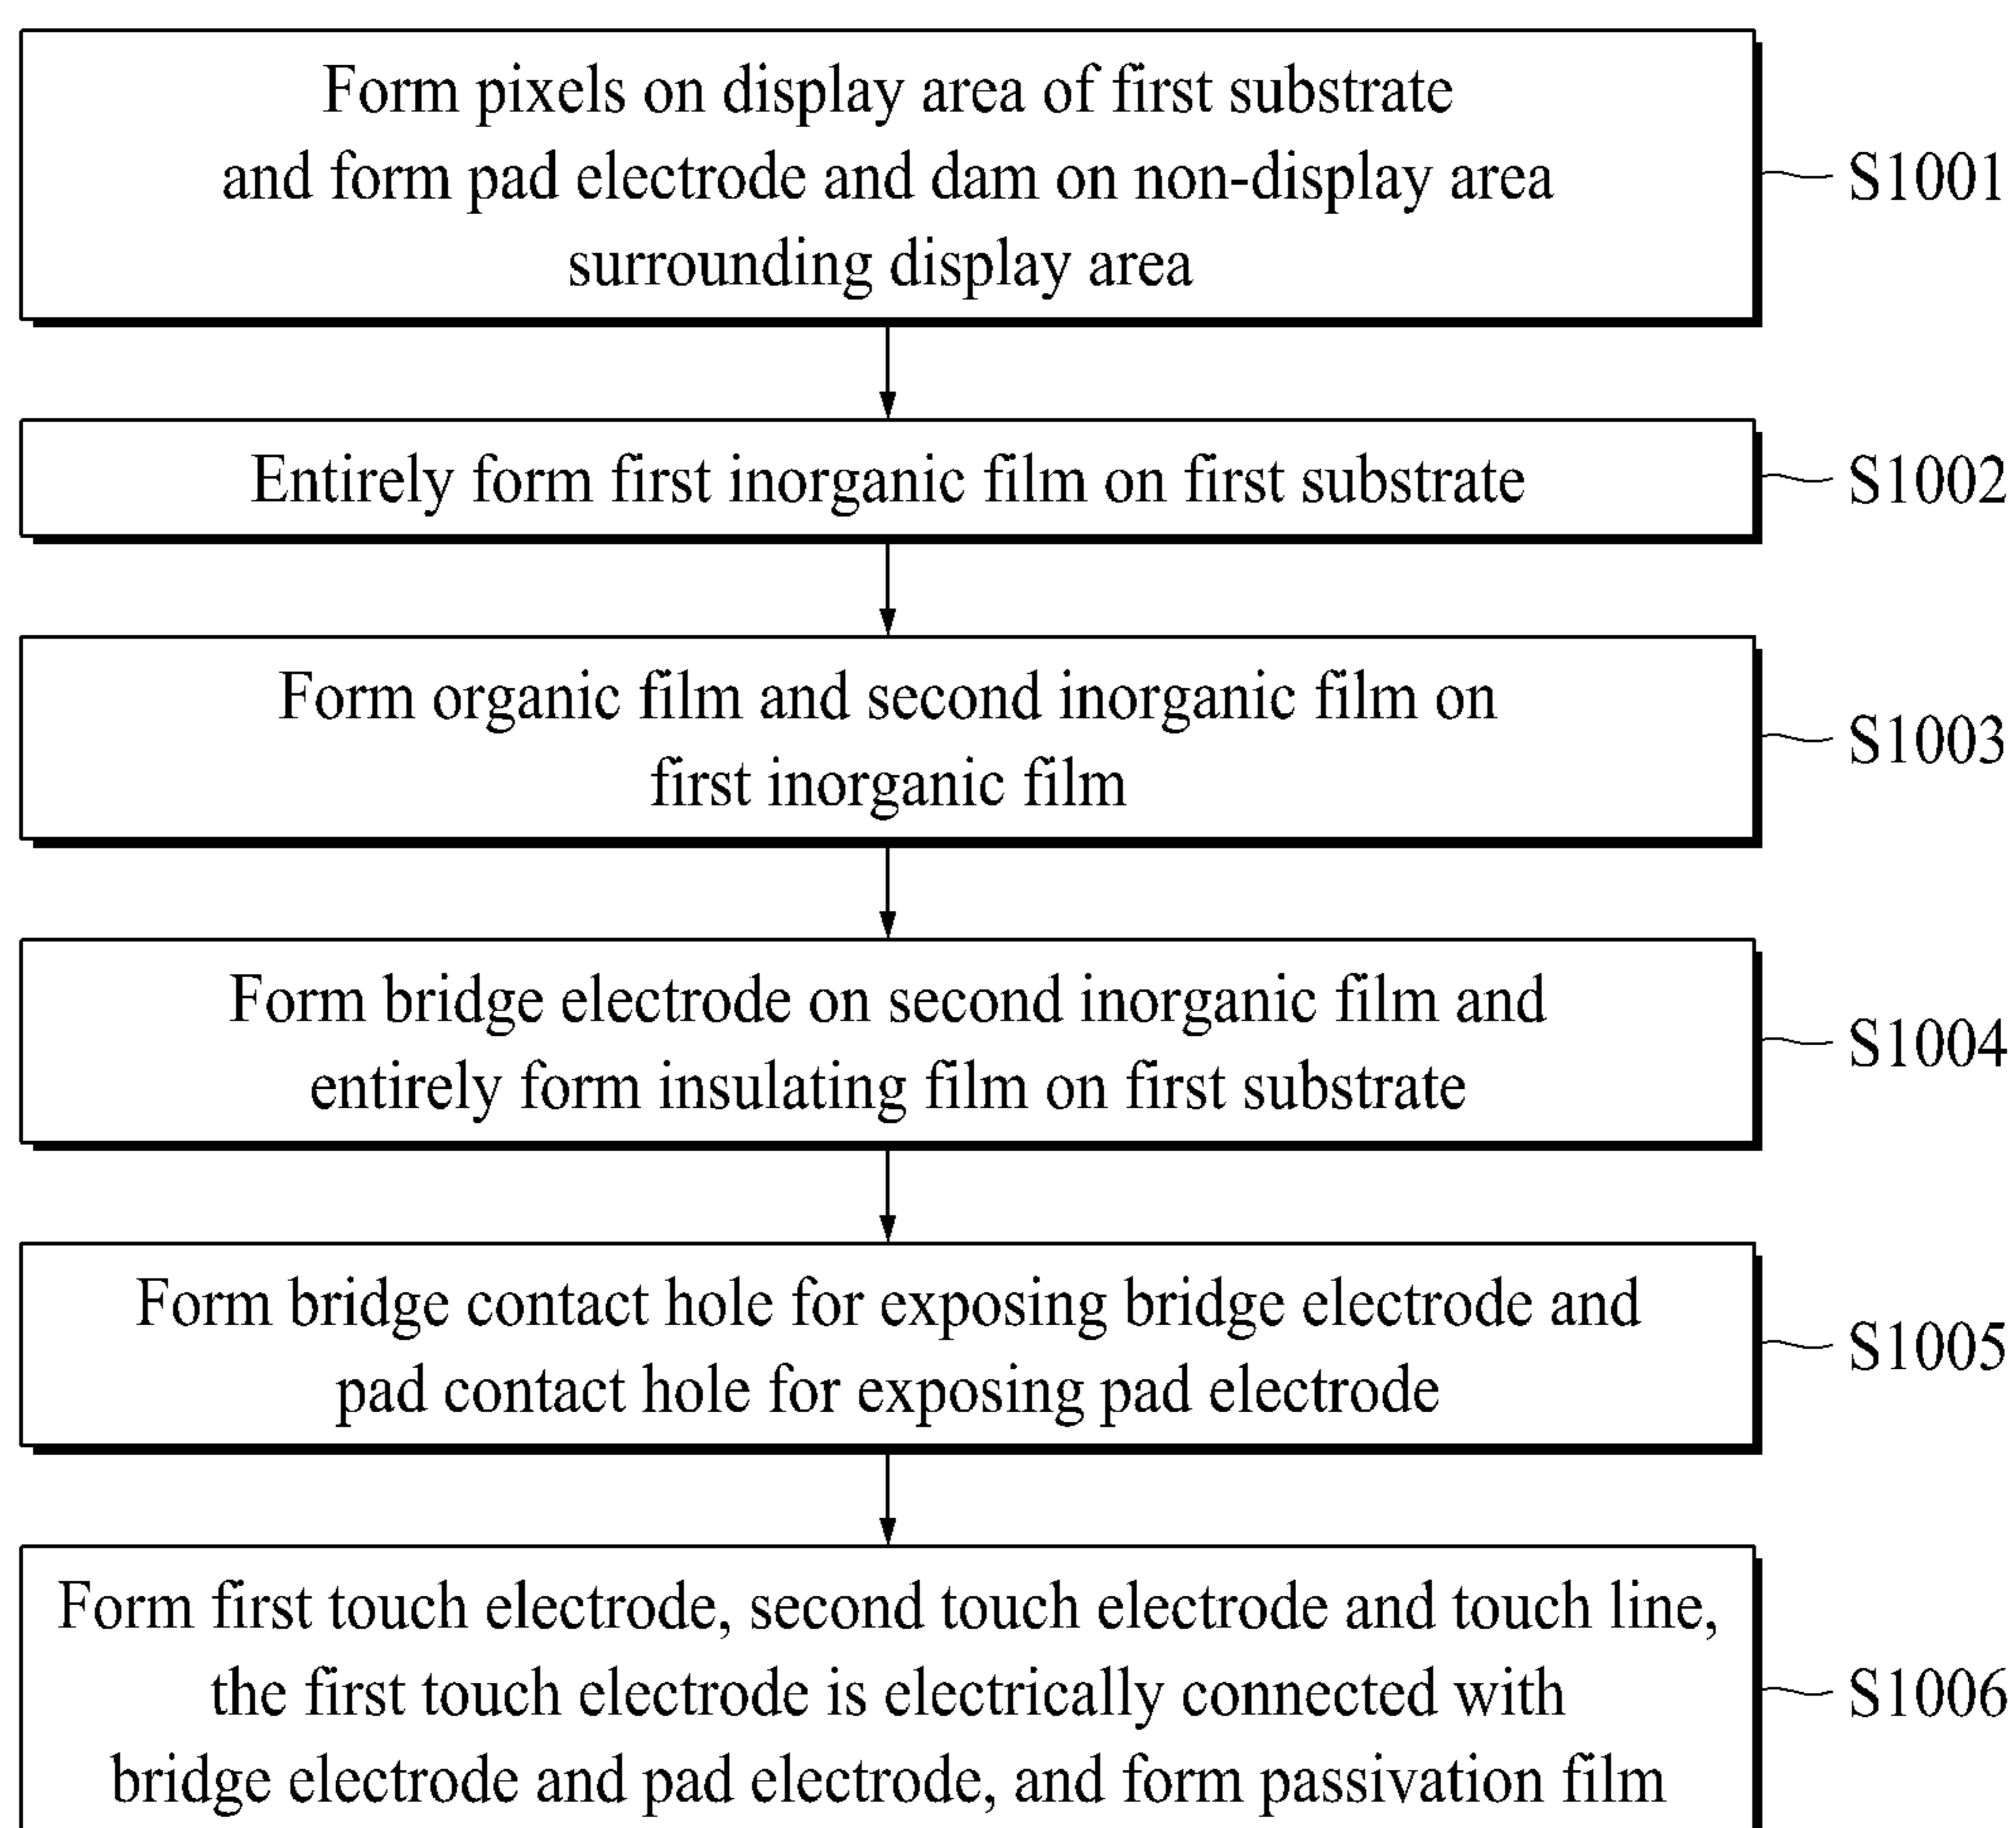 Form pixels on display area of first substrate
and form pad electrode and dam on non-display area
surrounding display area
S1001
Entirely form first inorganic film on first substrate
S1002
Form organic film and second inorganic film on
first inorganic film
S1003
Form bridge electrode on second inorganic film and
entirely form insulating film on first substrate
S1004
Form bridge contact hole for exposing bridge electrode and
pad contact hole for exposing pad electrode
S1005
Form first touch electrode, second touch electrode and touch line,
the first touch electrode is electrically connected with
bridge electrode and pad electrode, and form passivation film
S1006